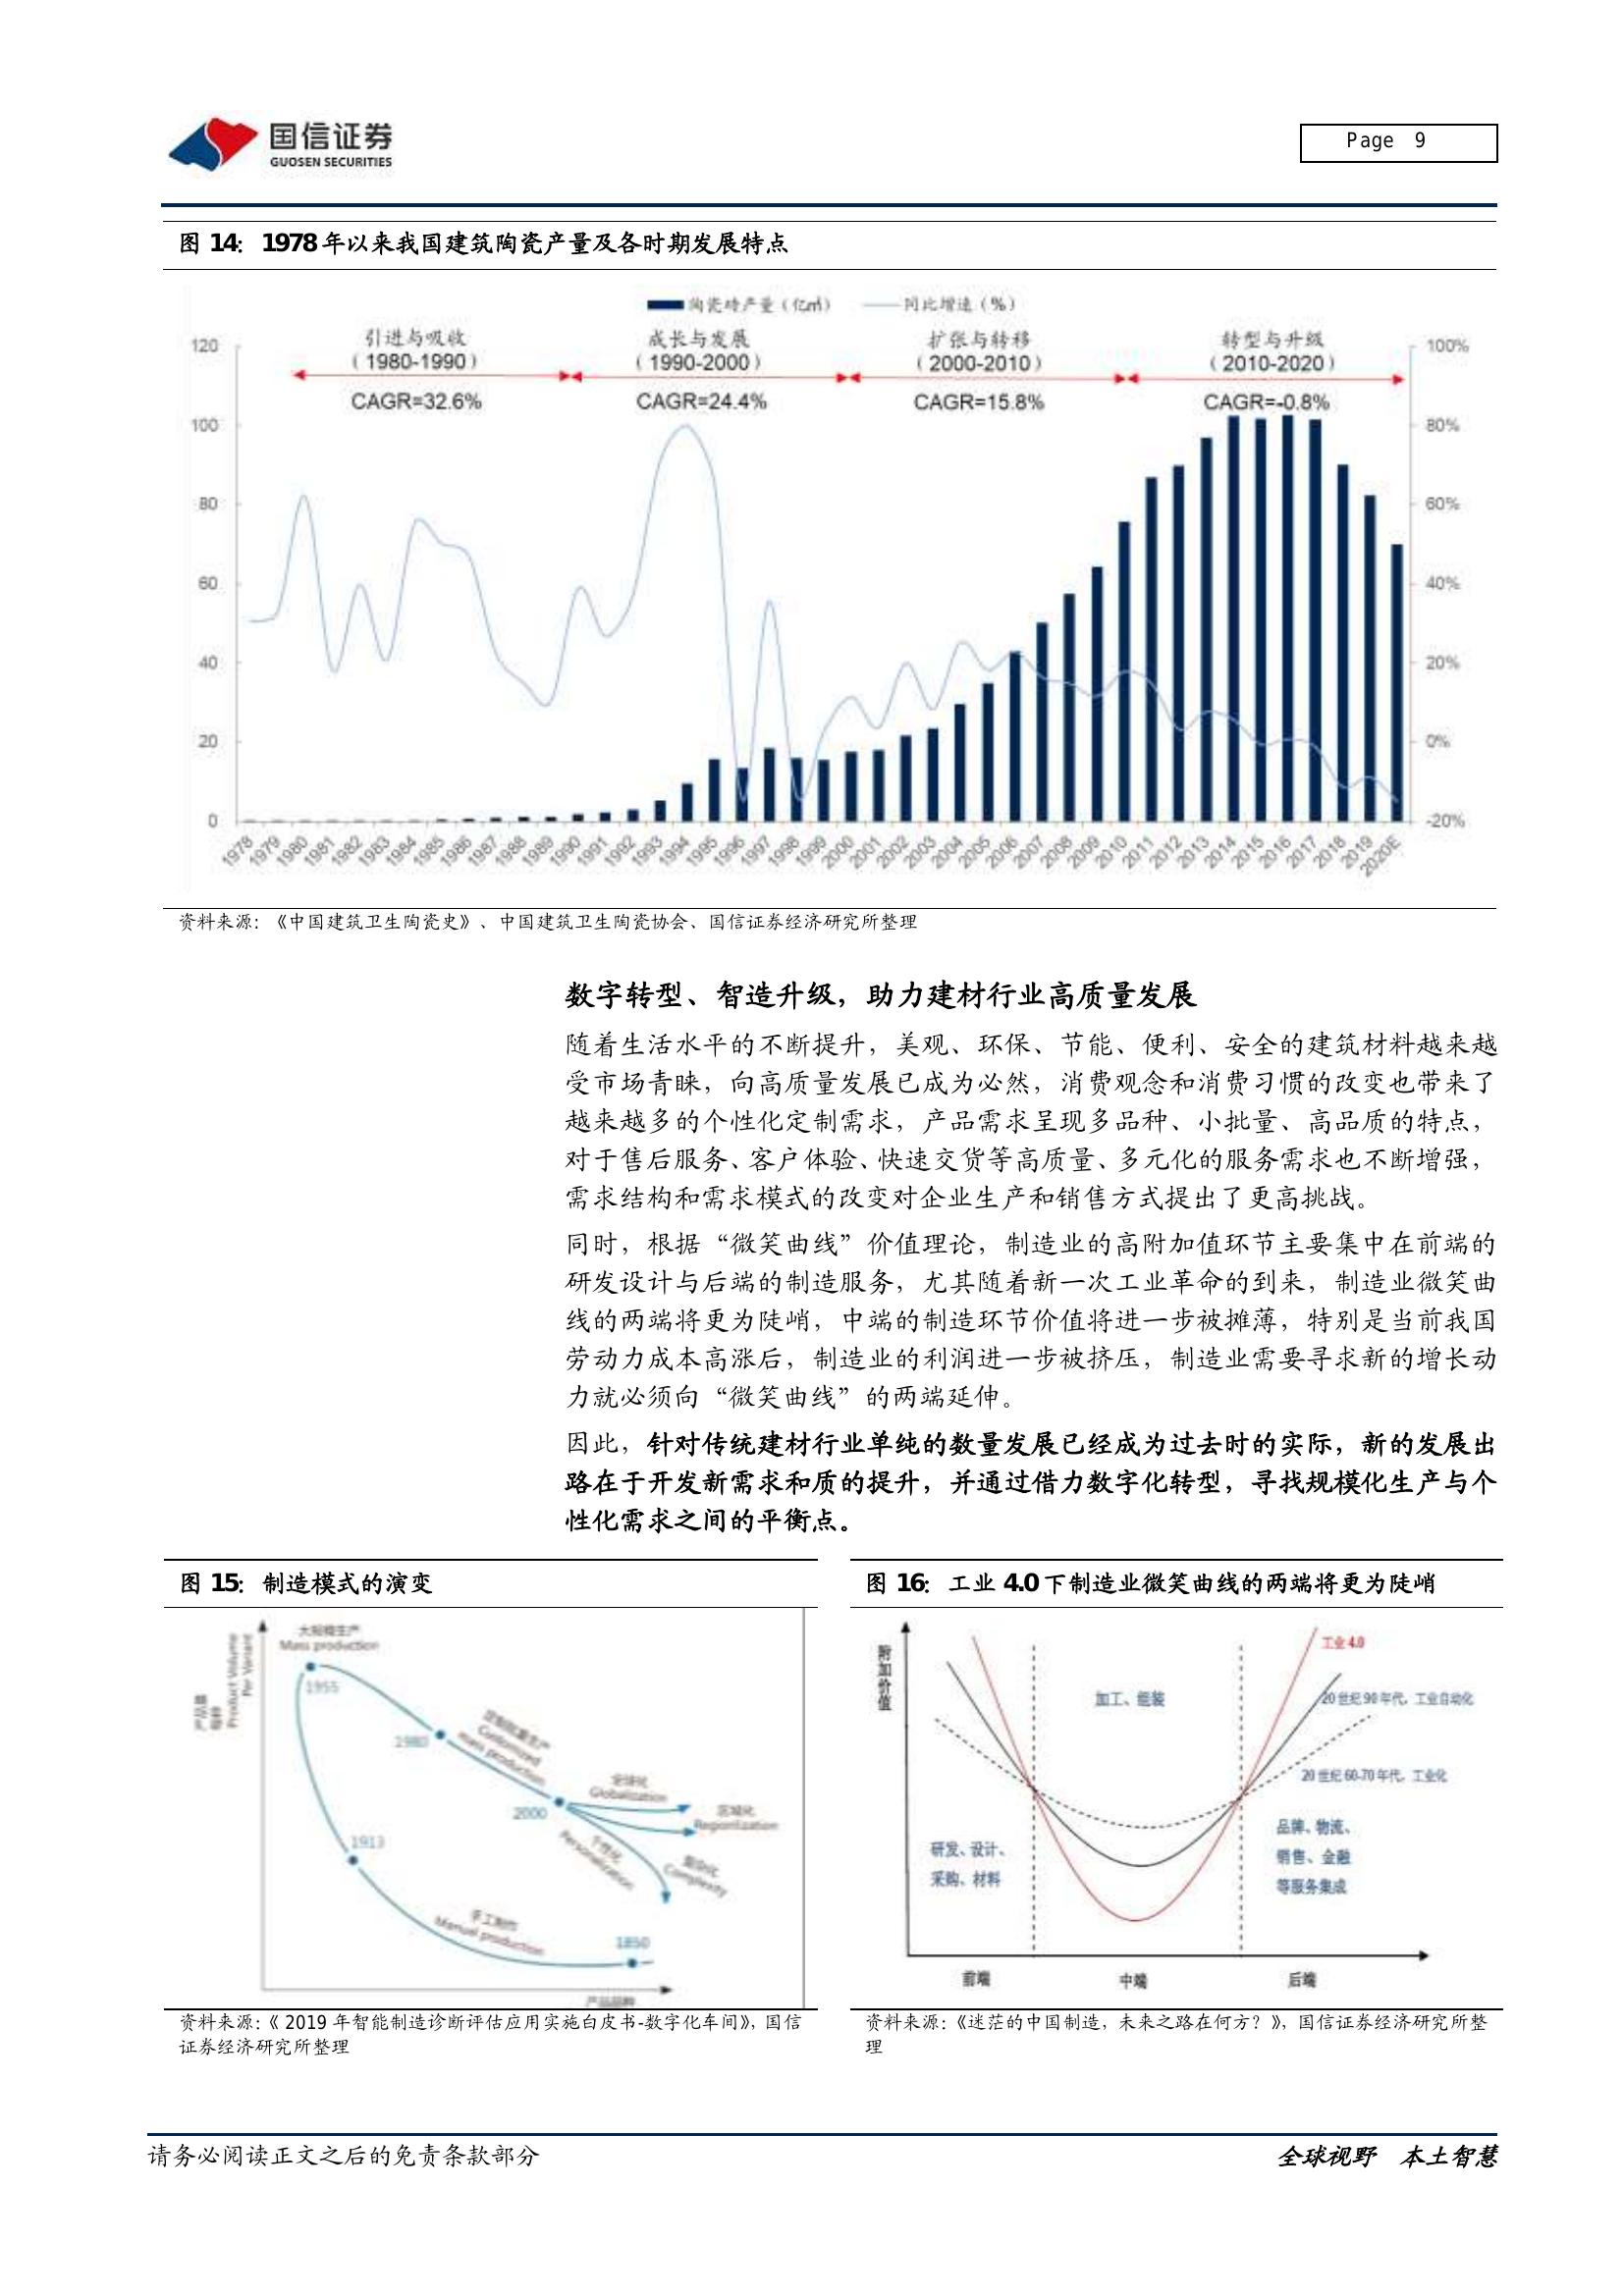 国信证券
GUOSEN SECURITIES
Page 9
图 14: 1978 年以来我国建筑陶瓷产量及各时期发展特点
陶瓷砖产量(亿㎡) 同比增速(%)
引进与吸收 成长与发展 扩张与转移 转型与升级
(1980-1990) (1990-2000) (2000-2010) (2010-2020)
CAGR=32.6% CAGR=24.4% CAGR=15.8% CAGR=-0.8%
120 100%
100 80%
80 60%
60 40%
40 20%
20 0%
0 -20%
1978 1979 1980 1981 1982 1983 1984 1985 1986 1987 1988 1989 1990 1991 1992 1993 1994 1995 1996 1997 1998 1999 2000 2001 2002 2003 2004 2005 2006 2007 2008 2009 2010 2011 2012 2013 2014 2015 2016 2017 2018 2019 2020E
资料来源:《中国建筑卫生陶瓷史》、中国建筑卫生陶瓷协会、国信证券经济研究所整理
数字转型、智造升级,助力建材行业高质量发展
随着生活水平的不断提升,美观、环保、节能、便利、安全的建筑材料越来越
受市场青睐,向高质量发展已成为必然,消费观念和消费习惯的改变也带来了
越来越多的个性化定制需求,产品需求呈现多品种、小批量、高品质的特点,
对于售后服务、客户体验、快速交货等高质量、多元化的服务需求也不断增强,
需求结构和需求模式的改变对企业生产和销售方式提出了更高挑战。
同时,根据“微笑曲线”价值理论,制造业的高附加值环节主要集中在前端的
研发设计与后端的制造服务,尤其随着新一次工业革命的到来,制造业微笑曲
线的两端将更为陡峭,中端的制造环节价值将进一步被摊薄,特别是当前我国
劳动力成本高涨后,制造业的利润进一步被挤压,制造业需要寻求新的增长动
力就必须向“微笑曲线”的两端延伸。
因此,针对传统建材行业单纯的数量发展已经成为过去时的实际,新的发展出
路在于开发新需求和质的提升,并通过借力数字化转型,寻找规模化生产与个
性化需求之间的平衡点。
图 15: 制造模式的演变
大规模生产
Mass production
Product Volume
Per Variant
1955
1980
定制批量生产
Customized
mass production
全球化
Globalization
区域化
Regionlization
2000
个性化
Personalization
复杂化
Complexity
1913
手工制作
Manual production
1850
产品品种
资料来源:《2019 年智能制造诊断评估应用实施白皮书-数字化车间》,国信
证券经济研究所整理
图 16: 工业 4.0 下制造业微笑曲线的两端将更为陡峭
附加价值
工业 4.0
加工、组装
20 世纪 90 年代,工业自动化
20 世纪 60-70 年代,工业化
研发、设计、
采购、材料
品牌、物流、
销售、金融
等服务集成
前端 中端 后端
资料来源:《迷茫的中国制造,未来之路在何方?》,国信证券经济研究所整
理
请务必阅读正文之后的免责条款部分
全球视野 本土智慧